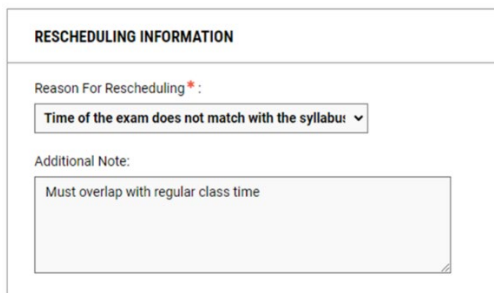 RESCHEDULING INFORMATION
Reason For Rescheduling * :
Time of the exam does not match with the
Additional Note:
Must overlap with regular class time